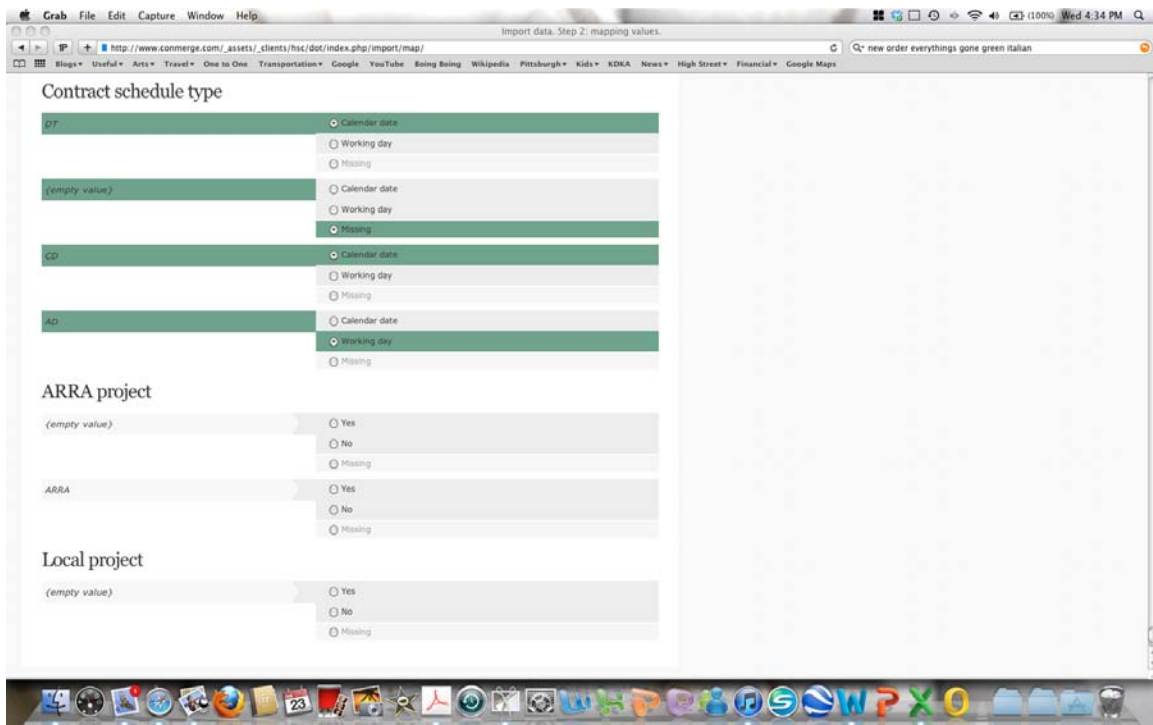 Grab File Edit Capture Window Help (100%) Wed 4:34 PM
Import data. Step 2: mapping values.
http://www.conmerge.com/_assets/_clients/hsc/dot/index.php/import/map/ new order everythings gone green italian
Blogs Useful Arts Travel One to One Transportation Google YouTube Boing Boing Wikipedia Pittsburgh Kids KDKA News High Street Financial Google Maps
Contract schedule type
DT Calendar date
Working day
Missing
(empty value) Calendar date
Working day
Missing
CD Calendar date
Working day
Missing
AD Calendar date
Working day
Missing
ARRA project
(empty value) Yes
No
Missing
ARRA Yes
No
Missing
Local project
(empty value) Yes
No
Missing
23